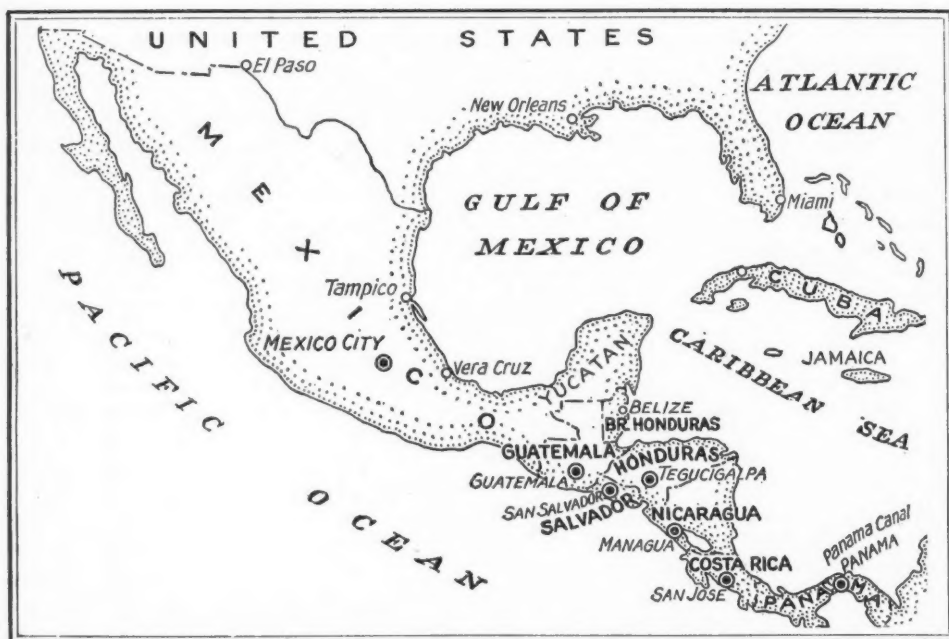 UNITED STATES
El Paso
ATLANTIC
OCEAN
New Orleans
MEXICO
GULF OF
MEXICO
Miami
PACIFIC OCEAN
Tampico
CUBA
MEXICO CITY
CARIBBEAN SEA
JAMAICA
Vera Cruz
YUCATAN
BELIZE
BR. HONDURAS
GUATEMALA
HONDURAS
GUATEMALA
TEGUCIGALPA
SAN SALVADOR
SALVADOR
NICARAGUA
MANAGUA
Panama Canal
PANAMA
COSTA RICA
SAN JOSÉ
PANAMA